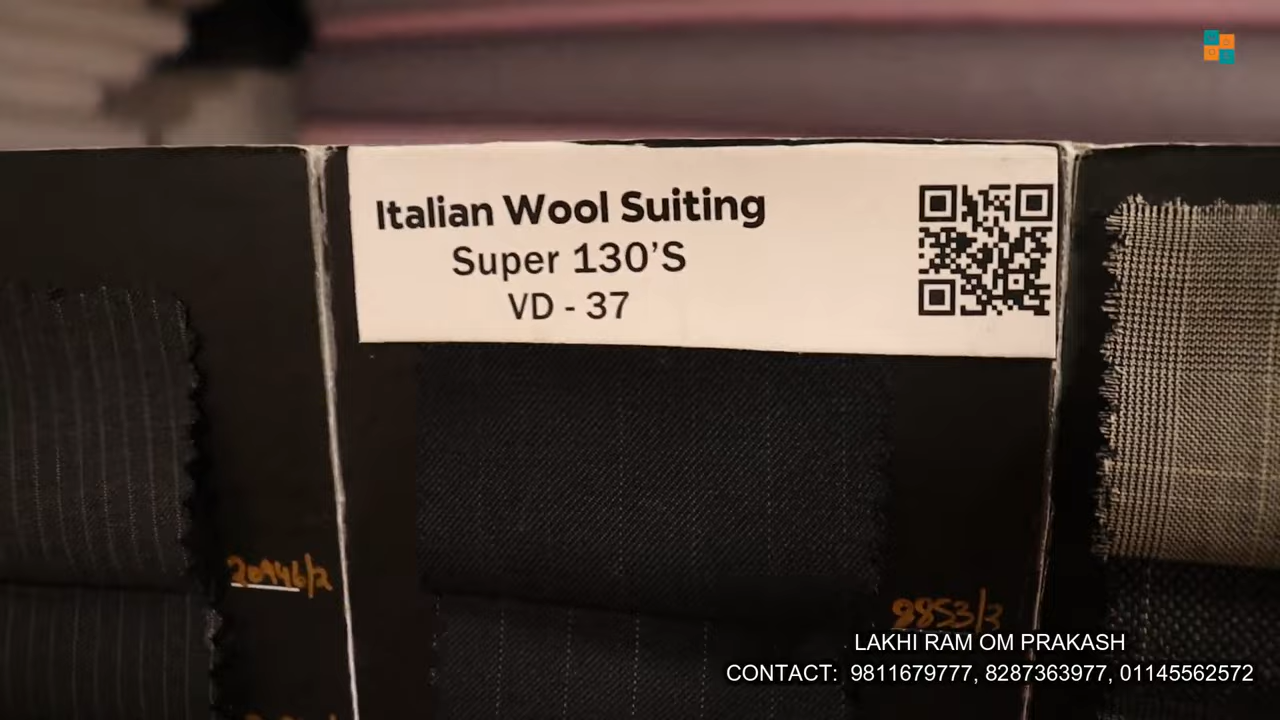 Italian Wool Suiting
Super 130'S
VD - 37
20946/2
9853/3
LAKHI RAM OM PRAKASH
CONTACT: 9811679777, 8287363977, 01145562572